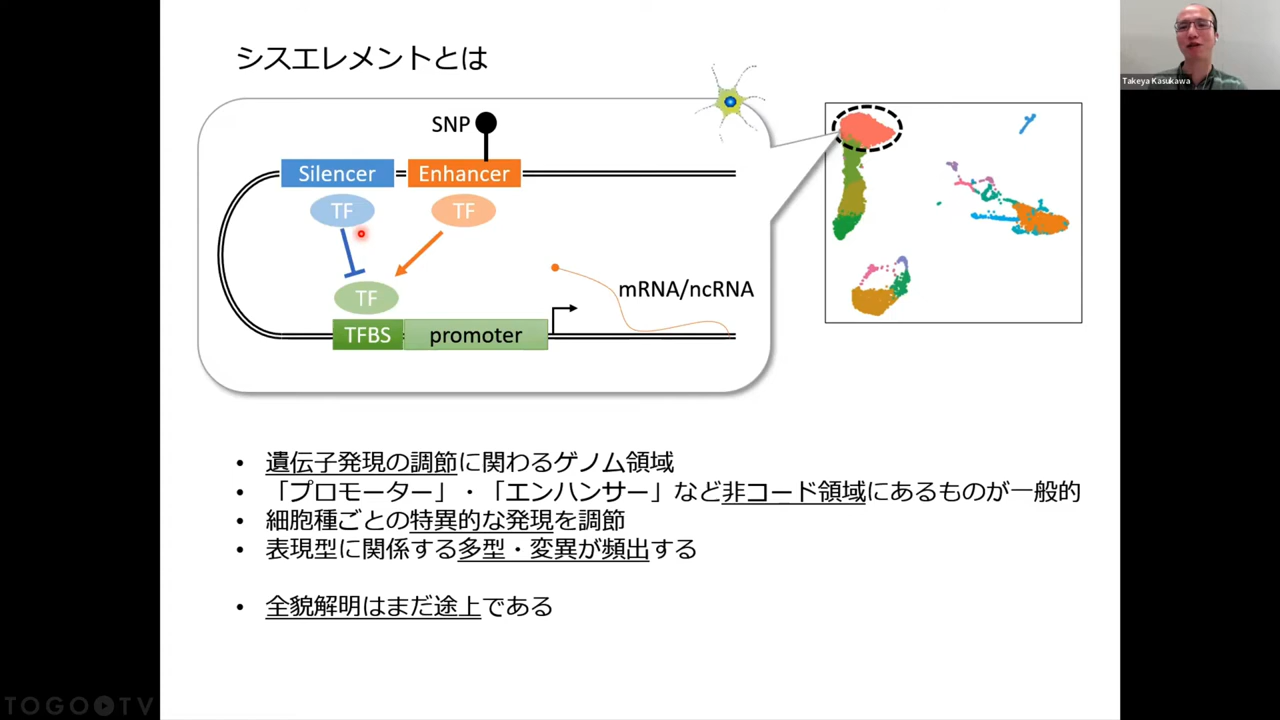 シスエレメントとは
Takeya Kasukawa
SNP
Silencer
Enhancer
TF
TF
TF
mRNA/ncRNA
TFBS
promoter
• 遺伝子発現の調節に関わるゲノム領域
• 「プロモーター」・「エンハンサー」など非コード領域にあるものが一般的
• 細胞種ごとの特異的な発現を調節
• 表現型に関係する多型・変異が頻出する
• 全貌解明はまだ途上である
TOGO TV